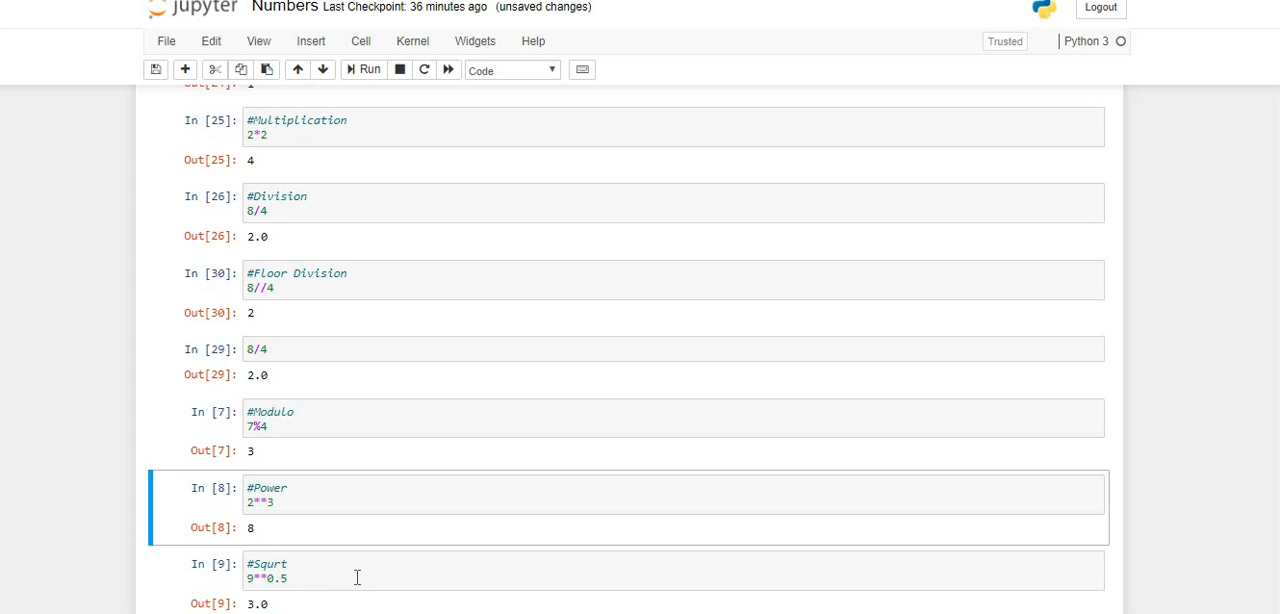 jupyter Numbers Last Checkpoint: 36 minutes ago (unsaved changes) Logout
File Edit View Insert Cell Kernel Widgets Help Trusted Python 3
Run Code
In [25]: #Multiplication
2*2
Out[25]: 4
In [26]: #Division
8/4
Out[26]: 2.0
In [30]: #Floor Division
8//4
Out[30]: 2
In [29]: 8/4
Out[29]: 2.0
In [7]: #Modulo
7%4
Out[7]: 3
In [8]: #Power
2**3
Out[8]: 8
In [9]: #Squrt
9**0.5
Out[9]: 3.0